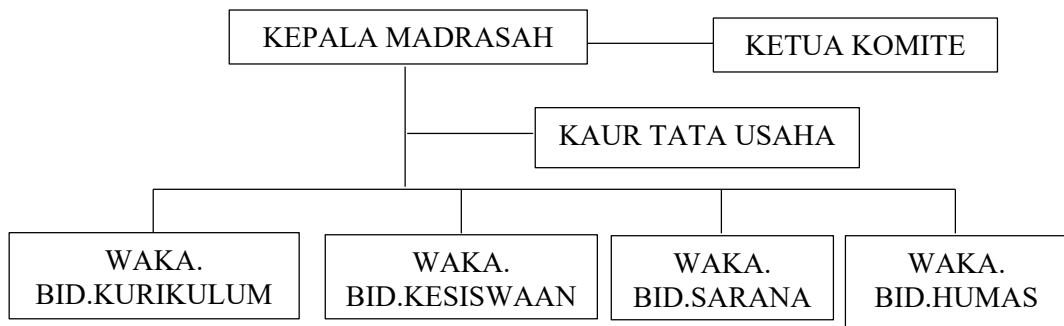 KEPALA MADRASAH
KETUA KOMITE
KAUR TATA USAHA
WAKA.
BID.KURIKULUM
WAKA.
BID.KESISWAAN
WAKA.
BID.SARANA
WAKA.
BID.HUMAS